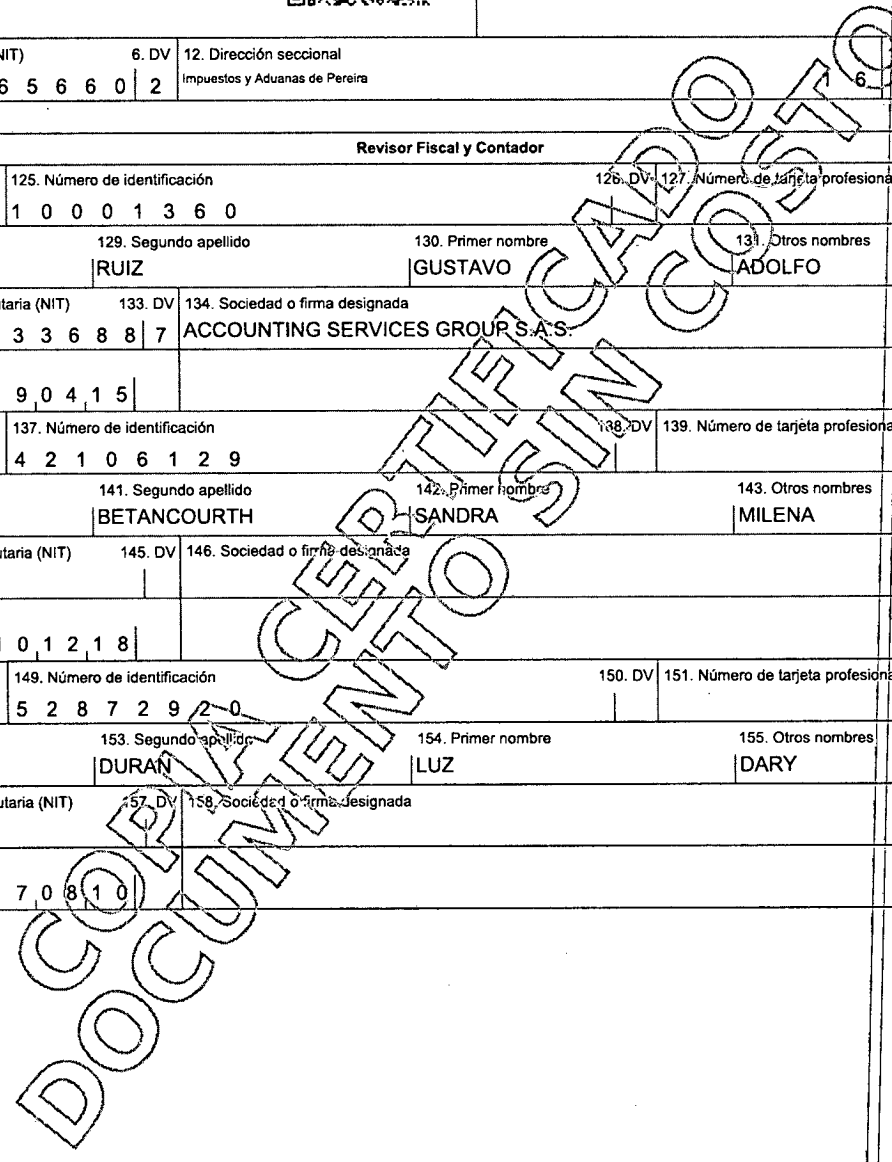 NIT) 6. DV 12. Dirección seccional
6 5 6 6 0 2 Impuestos y Aduanas de Pereira 1 6
Revisor Fiscal y Contador
125. Número de identificación 126. DV 127. Número de tarjeta profesiona
1 0 0 0 1 3 6 0
129. Segundo apellido 130. Primer nombre 131. Otros nombres
RUIZ GUSTAVO ADOLFO
utaria (NIT) 133. DV 134. Sociedad o firma designada
3 3 6 8 8 7 ACCOUNTING SERVICES GROUP S.A.S.
9 0 4 1 5
137. Número de identificación 138. DV 139. Número de tarjeta profesiona
4 2 1 0 6 1 2 9
141. Segundo apellido 142. Primer nombre 143. Otros nombres
BETANCOURTH SANDRA MILENA
utaria (NIT) 145. DV 146. Sociedad o firma designada
0 1 2 1 8
149. Número de identificación 150. DV 151. Número de tarjeta profesiona
5 2 8 7 2 9 2 0
153. Segundo apellido 154. Primer nombre 155. Otros nombres
DURAN LUZ DARY
utaria (NIT) 157. DV 158. Sociedad o firma designada
7 0 8 1 0
COPIA CERTIFICADO
DOCUMENTO SIN COSTO